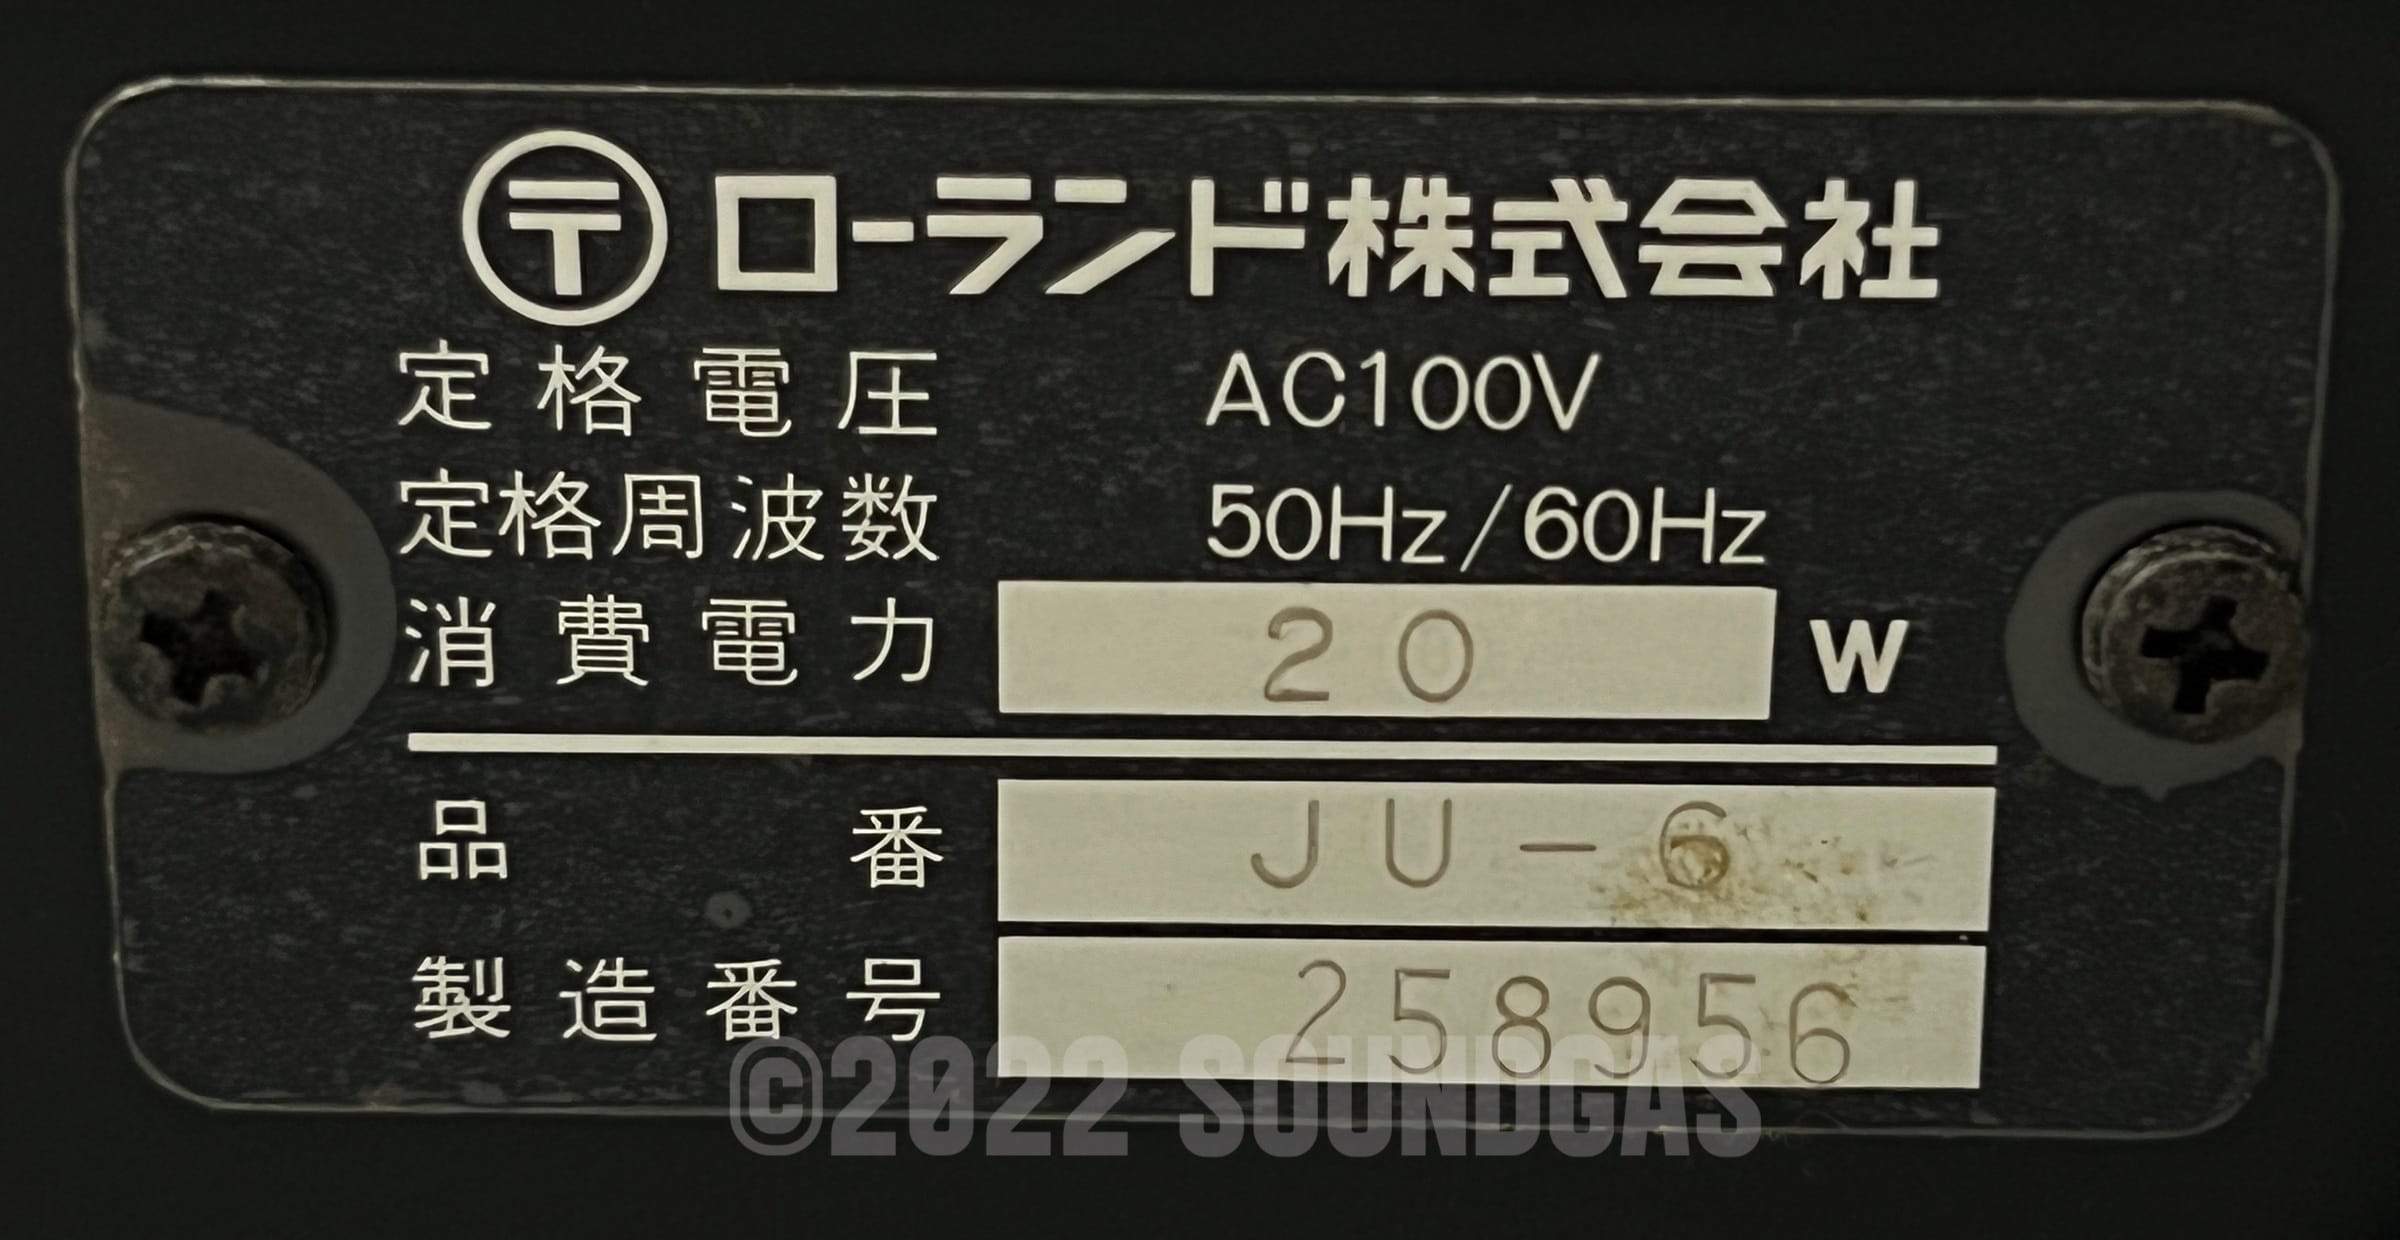 〶 ローランド株式会社
定格電圧 AC100V
定格周波数 50Hz/60Hz
消費電力 20 W
品番 JU-6
製造番号 258956
©2022 SOUNDGAS